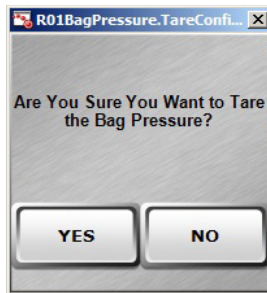 R01BagPressure.TareConfi...
Are You Sure You Want to Tare
the Bag Pressure?
YES
NO